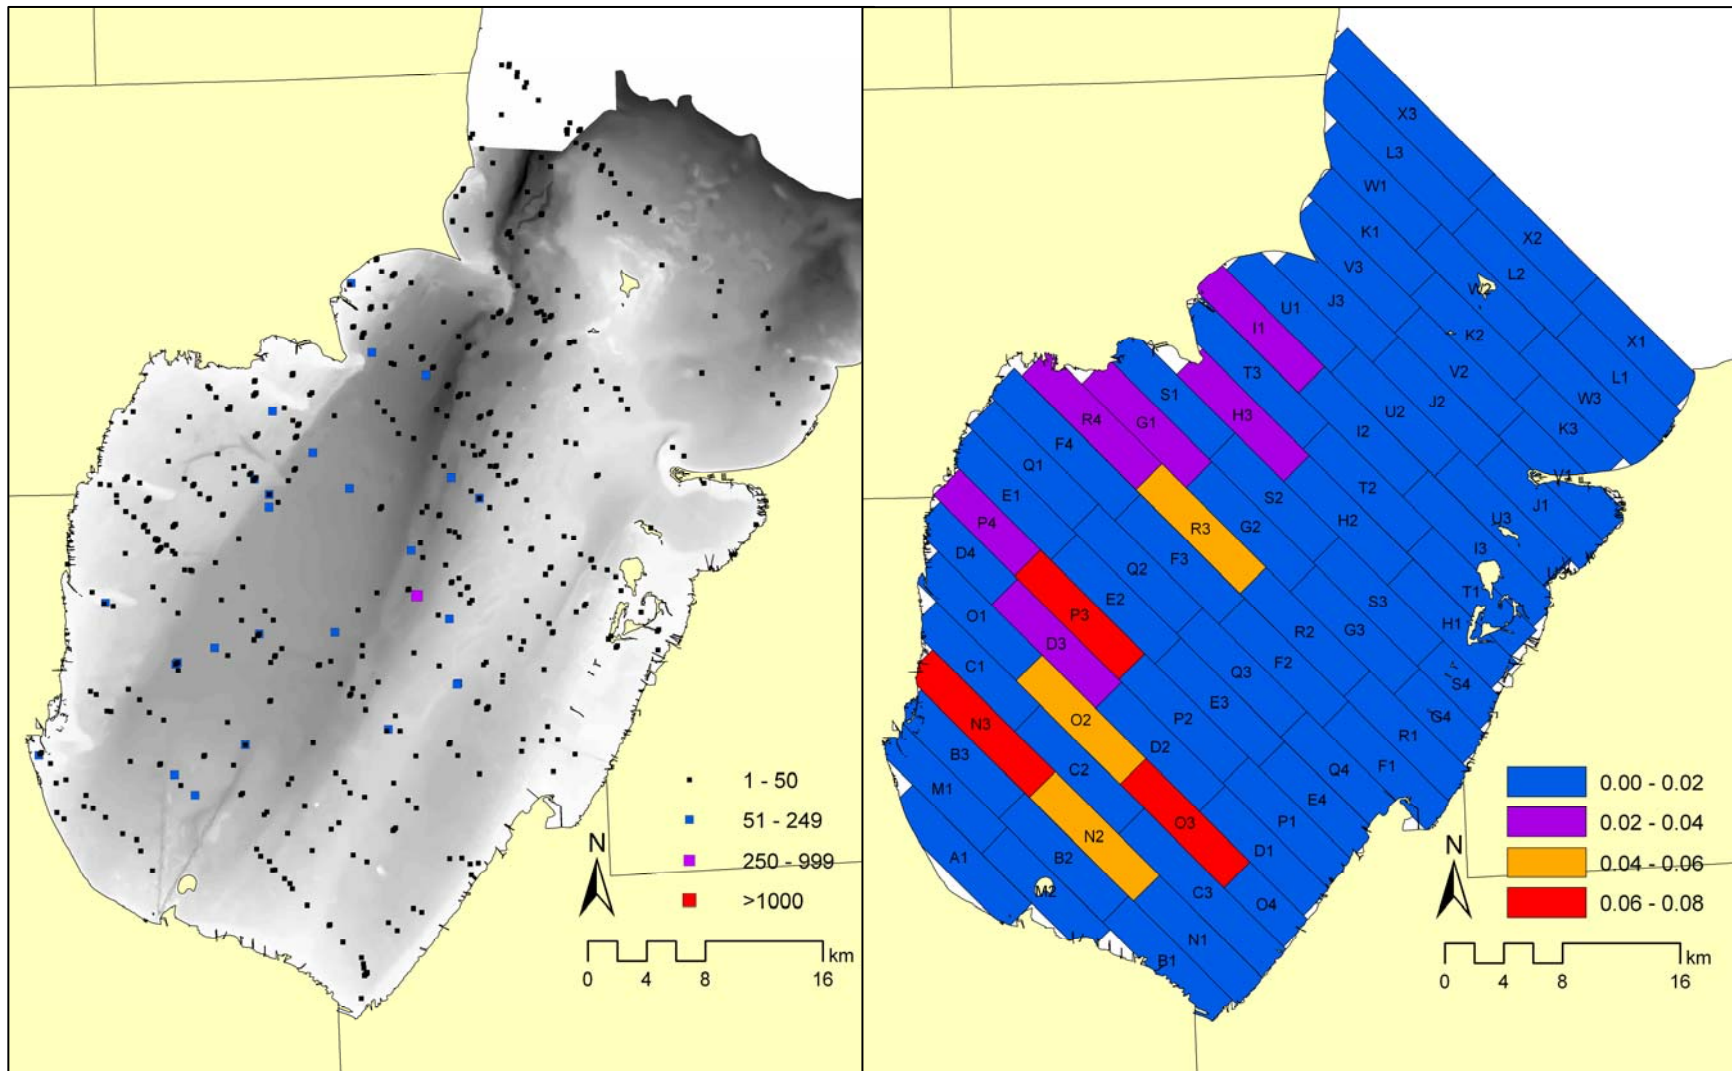 1 - 50
51 - 249
250 - 999
>1000
N
km
0 4 8 16
X3
L3
W1
K1
X2
V3
L2
W2
U1
J3
I1
K2
X1
T3
V2
L1
S1
W3
U2
J2
H3
R4
G1
I2
K3
F4
Q1
V1
T2
E1
S2
J1
R3
G2
H2
U3
P4
D4
F3
I3
Q2
T1
E2
S3
O1
P3
H1
D3
R2
G3
C1
F2
Q3
S4
E3
N3
O2
P2
G4
R1
B3
D2
C2
Q4
F1
M1
E4
O3
P1
N2
D1
A1
B2
M2
C3
O4
N1
B1
0.00 - 0.02
0.02 - 0.04
0.04 - 0.06
0.06 - 0.08
N
km
0 4 8 16